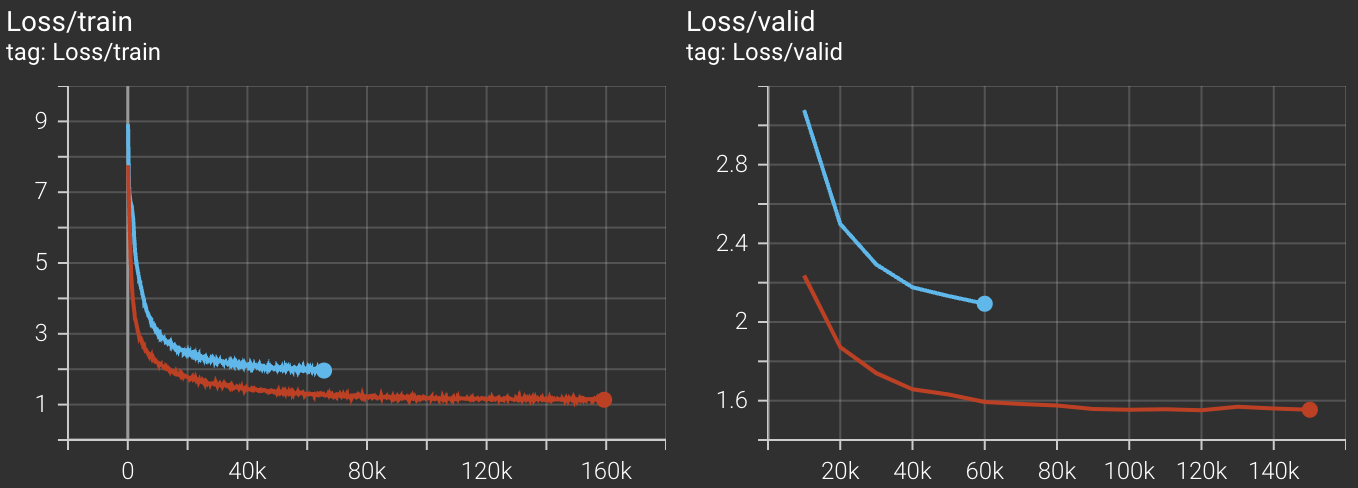 Loss/train
tag: Loss/train
9
7
5
3
1
0 40k 80k 120k 160k
Loss/valid
tag: Loss/valid
2.8
2.4
2
1.6
20k 40k 60k 80k 100k 120k 140k